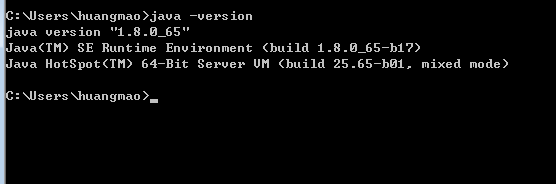 C:\Users\huangmao>java -version
java version "1.8.0_65"
Java(TM) SE Runtime Environment (build 1.8.0_65-b17)
Java HotSpot(TM) 64-Bit Server VM (build 25.65-b01, mixed mode)
C:\Users\huangmao>_